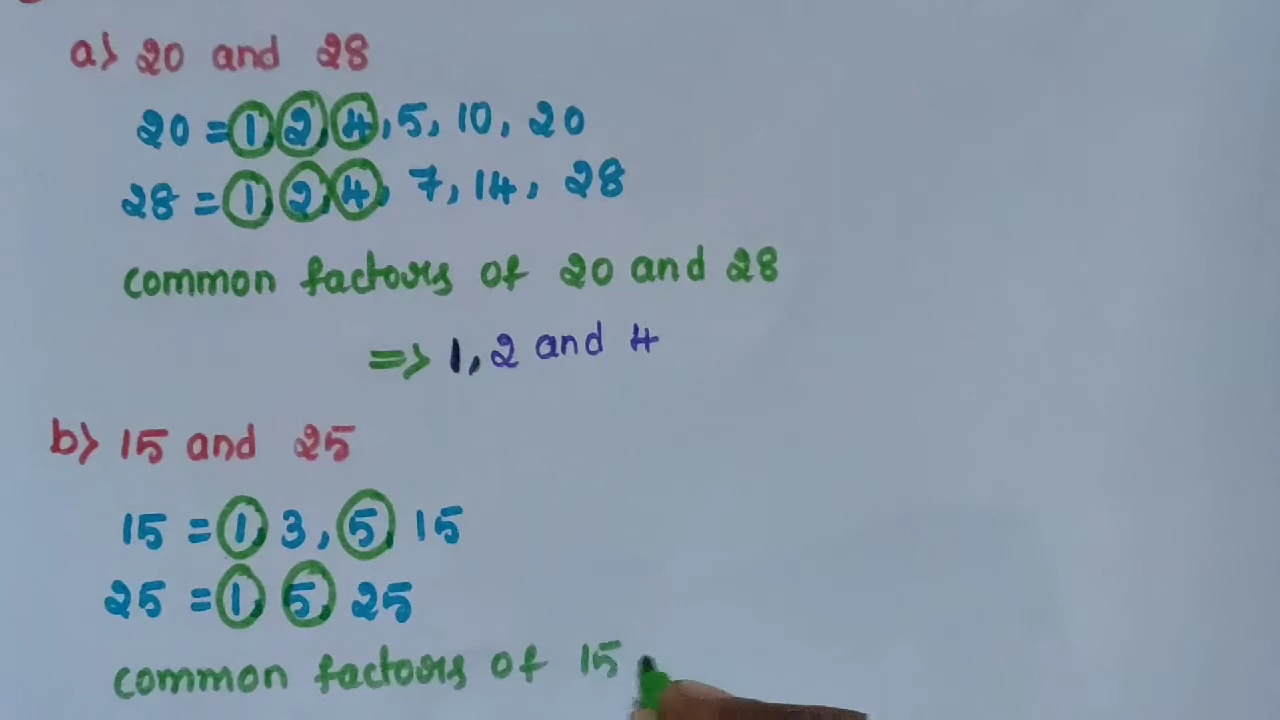 a) 20 and 28
20 = 1, 2, 4, 5, 10, 20
28 = 1, 2, 4, 7, 14, 28
common factors of 20 and 28
=> 1, 2 and 4
b) 15 and 25
15 = 1, 3, 5, 15
25 = 1, 5, 25
common factors of 15